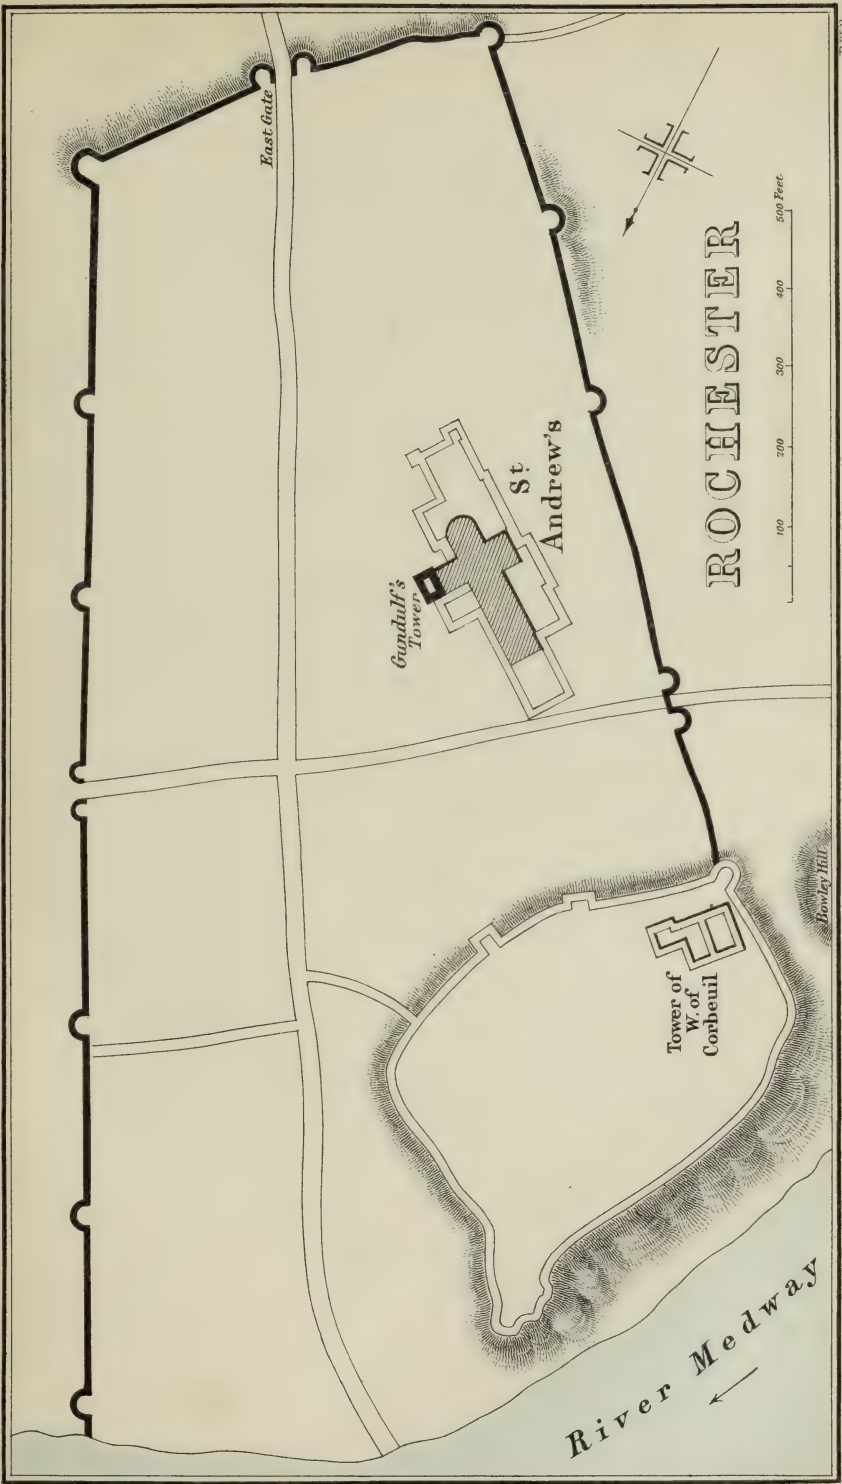 East Gate
Gundulf's
Tower
St.
Andrew's
ROCHESTER
100
200
300
400
500 Feet
Tower of
W. of
Corbeuil
Bowley Hill
River Medway